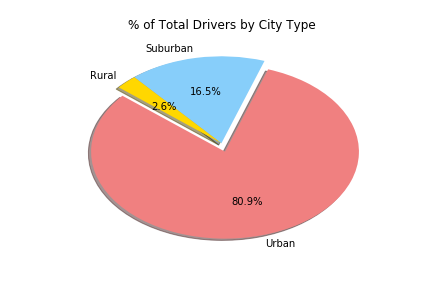 % of Total Drivers by City Type
Suburban
Rural
16.5%
2.6%
80.9%
Urban